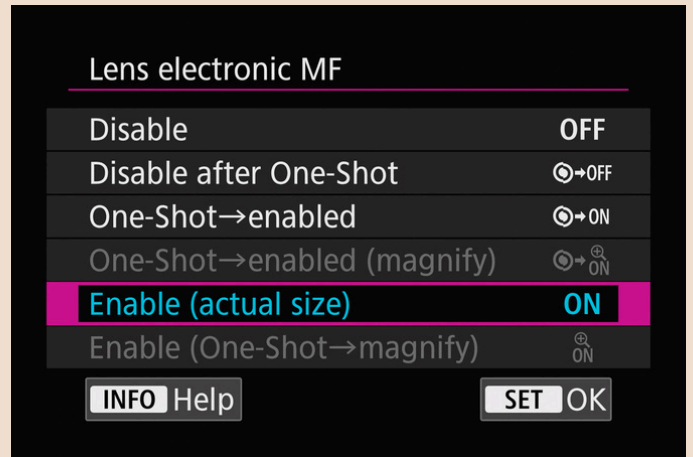 Lens electronic MF
Disable OFF
Disable after One-Shot →OFF
One-Shot→enabled →ON
One-Shot→enabled (magnify) →ON
Enable (actual size) ON
Enable (One-Shot→magnify) ON
INFO Help SET OK